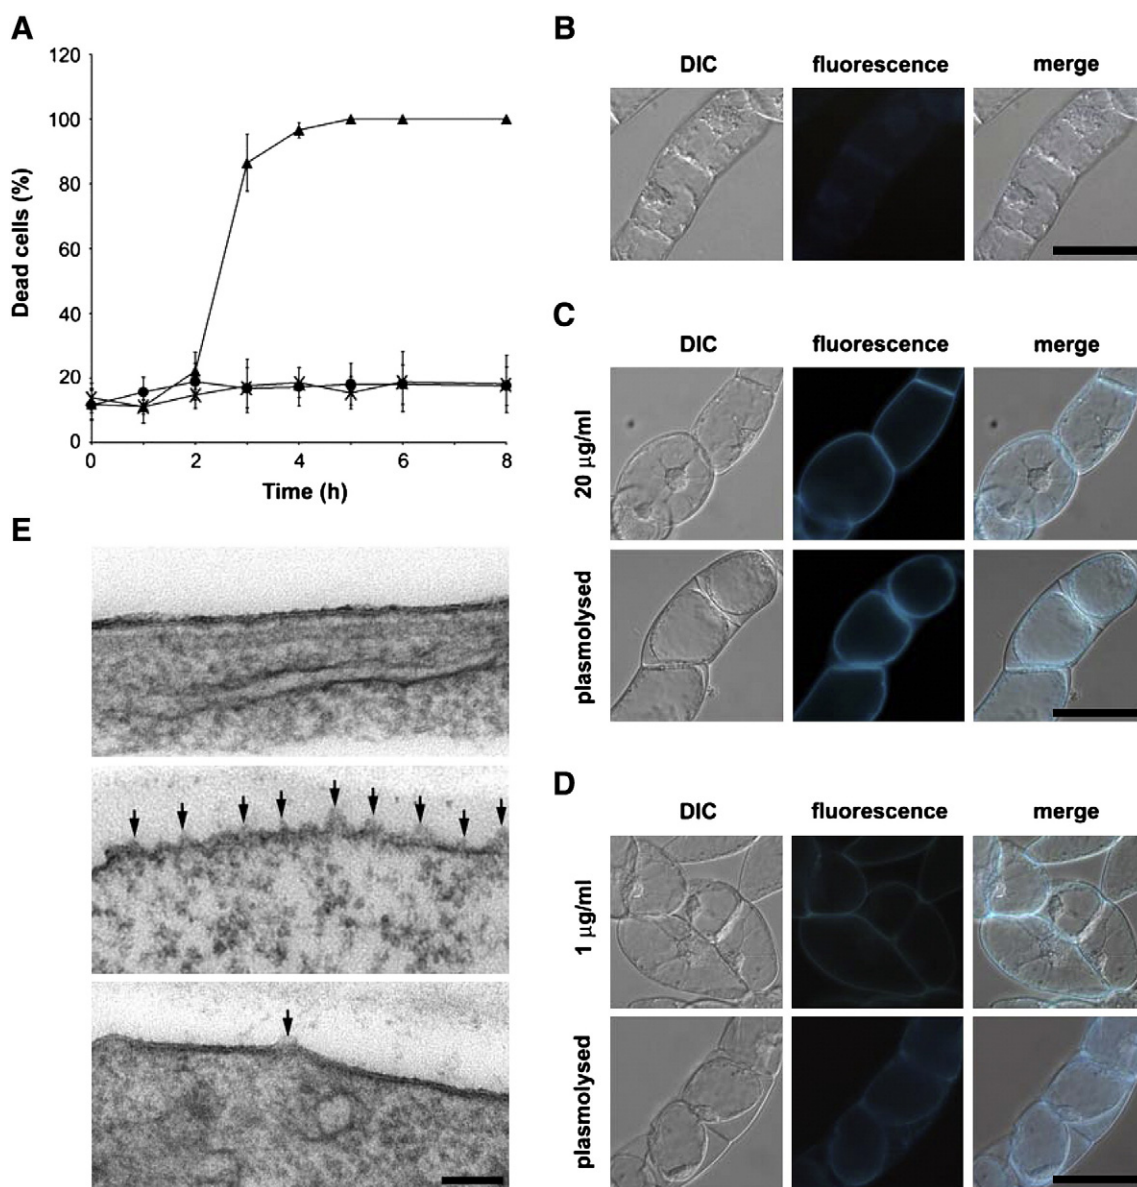 A
120
100
80
60
40
20
0
Dead cells (%)
0 2 4 6 8
Time (h)
B
DIC fluorescence merge
C
DIC fluorescence merge
20 µg/ml
plasmolysed
D
DIC fluorescence merge
1 µg/ml
plasmolysed
E